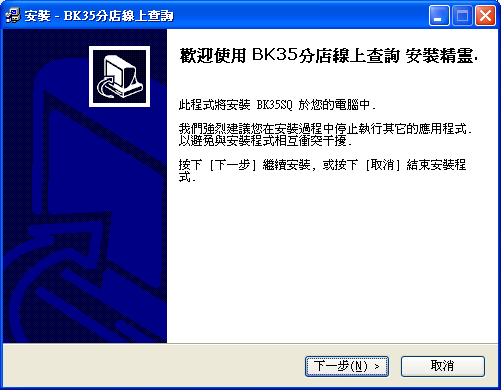 安裝 - BK35分店線上查詢
歡迎使用 BK35分店線上查詢 安裝精靈.
此程式將安裝 BK35SQ 於您的電腦中.
我們強烈建議您在安裝過程中停止執行其它的應用程式.
以避免與安裝程式相互衝突干擾.
按下 [下一步] 繼續安裝, 或按下 [取消] 結束安裝程
式.
下一步(N) >
取消